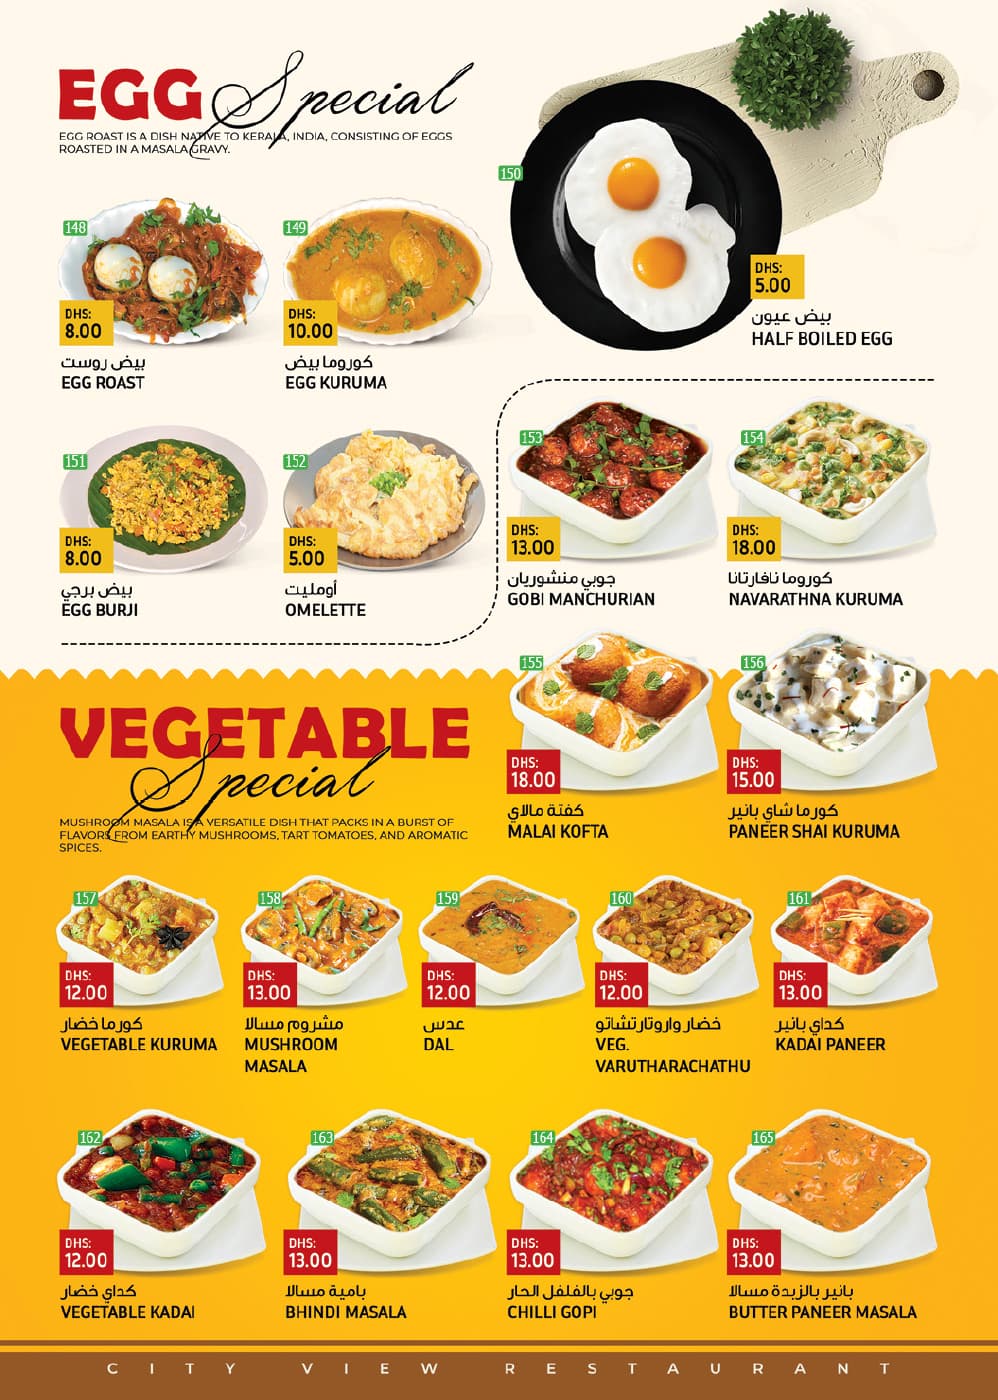 EGG Special
EGG ROAST IS A DISH NATIVE TO KERALA, INDIA, CONSISTING OF EGGS
ROASTED IN A MASALA GRAVY.
148
DHS:
8.00
بيض روست
EGG ROAST
149
DHS:
10.00
كوروما بيض
EGG KURUMA
150
DHS:
5.00
بيض عيون
HALF BOILED EGG
151
DHS:
8.00
بيض برجي
EGG BURJI
152
DHS:
5.00
أومليت
OMELETTE
153
DHS:
13.00
جوبي منشوريان
GOBI MANCHURIAN
154
DHS:
18.00
كوروما نافارتانا
NAVARATHNA KURUMA
155
DHS:
18.00
كفتة مالاي
MALAI KOFTA
156
DHS:
15.00
كورما شاي بانير
PANEER SHAI KURUMA
VEGETABLE
Special
MUSHROOM MASALA IS A VERSATILE DISH THAT PACKS IN A BURST OF
FLAVORS FROM EARTHY MUSHROOMS, TART TOMATOES, AND AROMATIC
SPICES.
157
DHS:
12.00
كورما خضار
VEGETABLE KURUMA
158
DHS:
13.00
مشروم مسالا
MUSHROOM
MASALA
159
DHS:
12.00
عدس
DAL
160
DHS:
12.00
خضار واروتارتشاتو
VEG.
VARUTHARACHATHU
161
DHS:
13.00
كداي بانير
KADAI PANEER
162
DHS:
12.00
كداي خضار
VEGETABLE KADAI
163
DHS:
13.00
بامية مسالا
BHINDI MASALA
164
DHS:
13.00
جوبي بالفلفل الحار
CHILLI GOPI
165
DHS:
13.00
بانير بالزبدة مسالا
BUTTER PANEER MASALA
CITY VIEW RESTAURANT